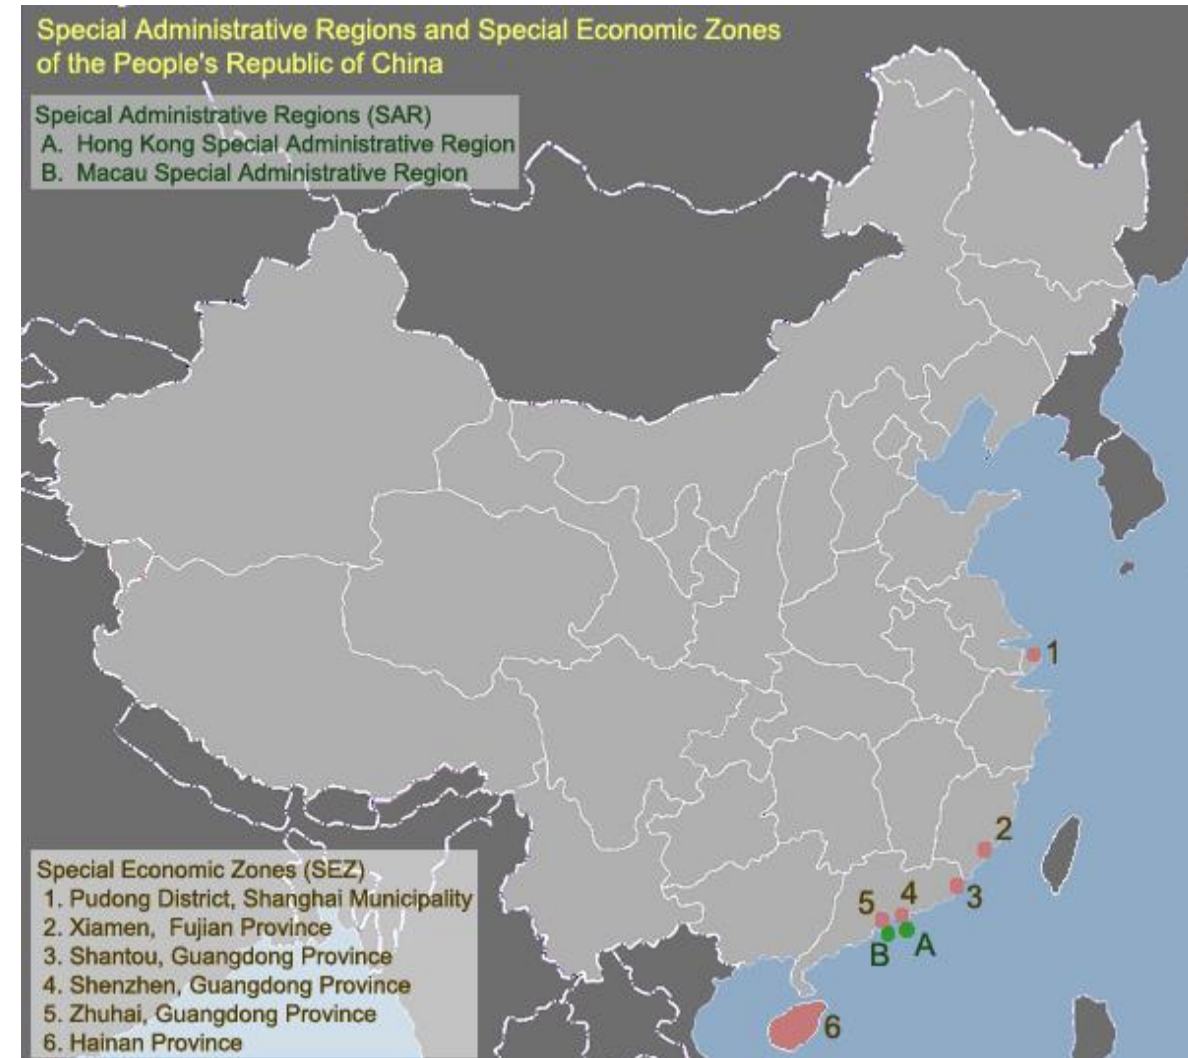 Special Administrative Regions and Special Economic Zones
of the People's Republic of China
Speical Administrative Regions (SAR)
A. Hong Kong Special Administrative Region
B. Macau Special Administrative Region
1
2
3
4
5
A
B
6
Special Economic Zones (SEZ)
1. Pudong District, Shanghai Municipality
2. Xiamen, Fujian Province
3. Shantou, Guangdong Province
4. Shenzhen, Guangdong Province
5. Zhuhai, Guangdong Province
6. Hainan Province